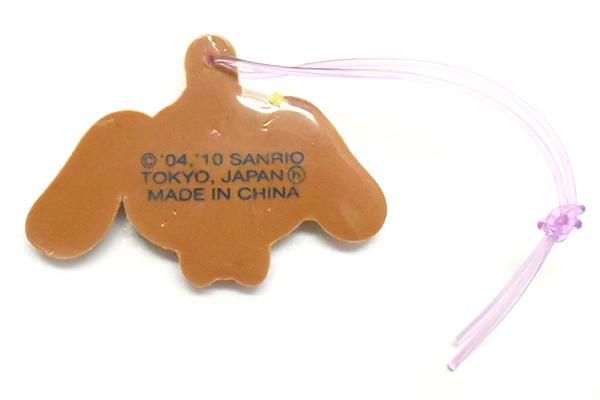 © '04, '10 SANRIO
TOKYO, JAPAN ⓗ
MADE IN CHINA